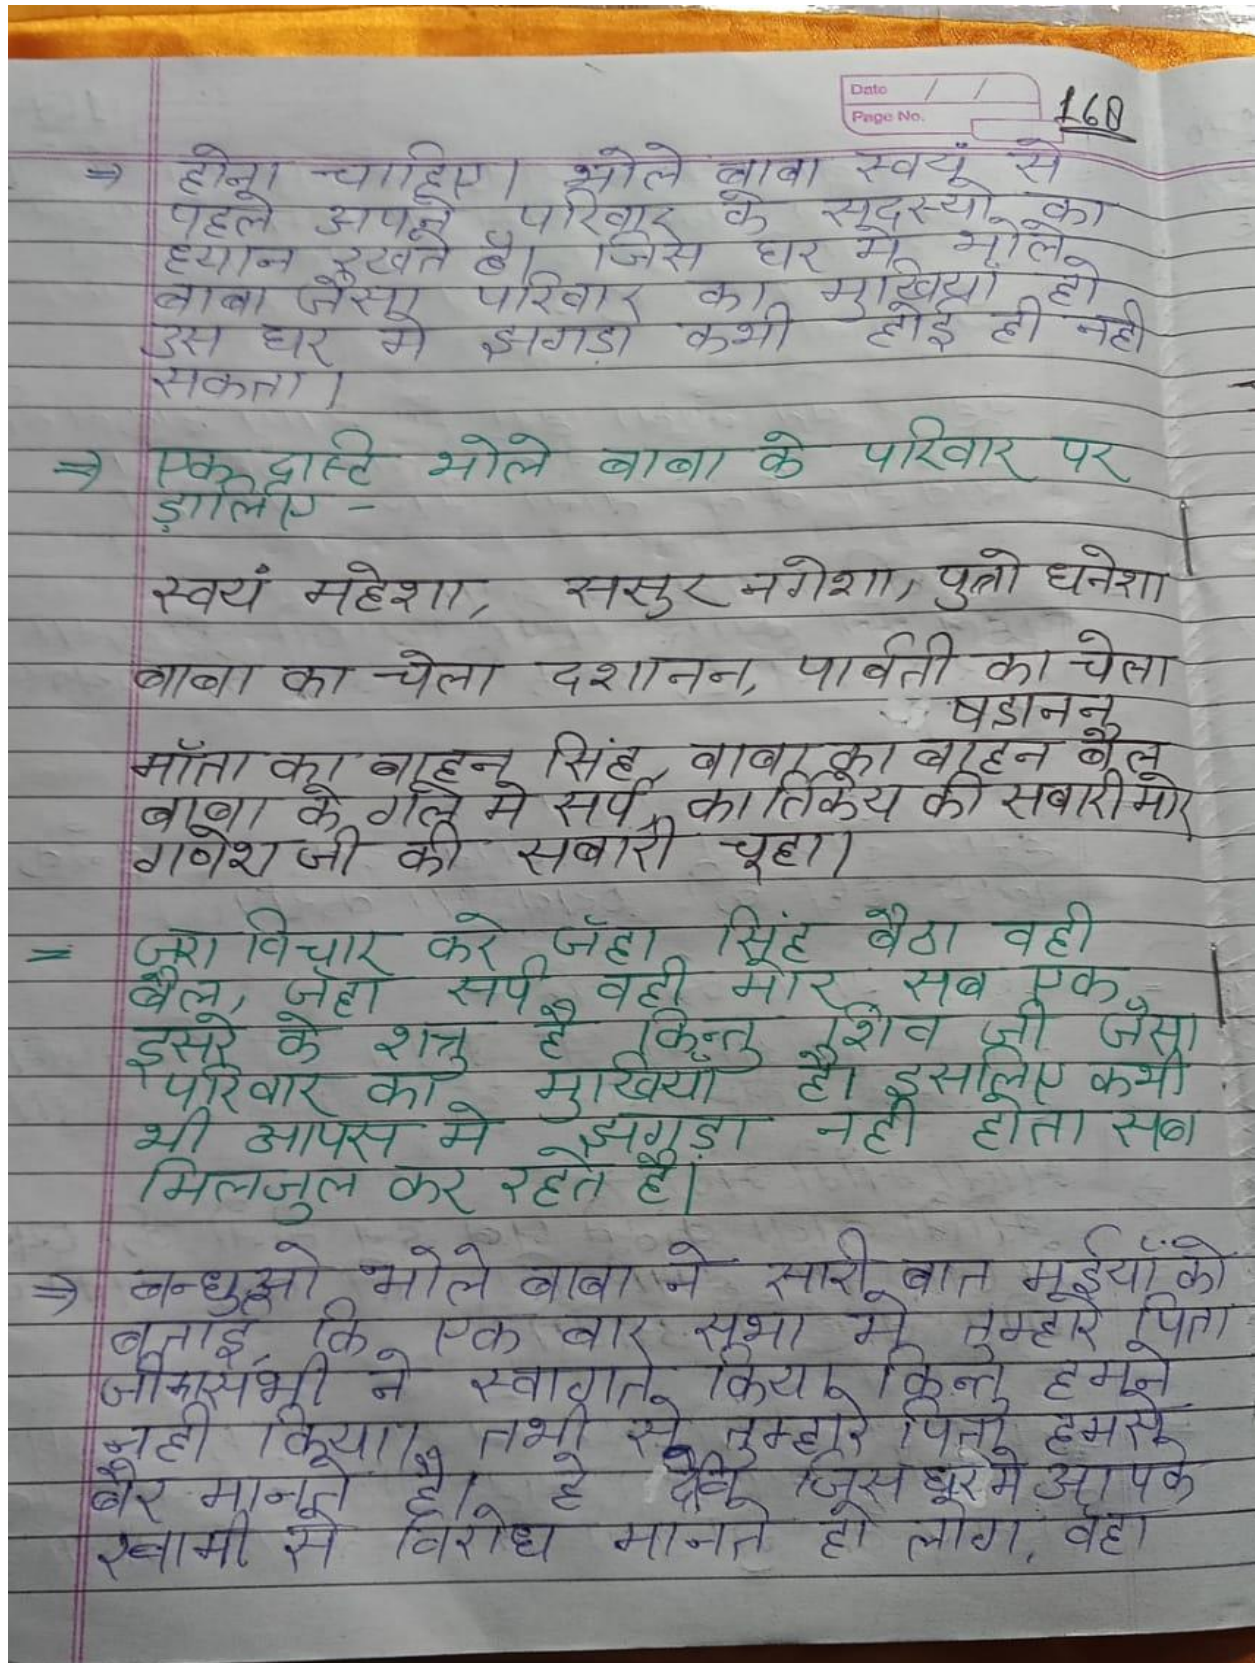 Date / /
Page No.
160
⇒ होना चाहिए। भोले बाबा स्वयं से
पहले अपने परिवार के सदस्यो का
ध्यान रखते है। जिस घर मे भोले
बाबा जैसा परिवार का मुखिया हो
उस घर मे झगड़ा कभी होई ही नही
सकता।
⇒ एक दृष्टि भोले बाबा के परिवार पर
ड़ालिए -
स्वयं महेशा, ससुर नगेशा, पुत्रो धनेशा
बाबा का चेला दशानन, पार्वती का चेला
षडानन
मॉता का बाहन सिंह, बाबा का बाहन बैल
बाबा के गले मे सर्प, कार्तिकेय की सबारी मोर
गणेश जी की सबारी चूहा।
= जरा विचार करे जॅहा सिंह बैठा वही
बैल, जॅहा सर्प वही मोर सब एक
दूसरे के शत्रु है किन्तु शिव जी जैसा
परिवार का मुखियाँ है। इसलिए कभी
भी आपस मे झगड़ा नही होता सब
मिलजुल कर रहते है।
⇒ बन्धुओ भोले बाबा ने सारी बात मईयाँ को
बताई कि एक बार सभा मे तुम्हारे पिता
जी का सभी ने स्वागत किया किन्तु हमने
नही किया। तभी से तुम्हारे पिता हमसे
बैर मानते है। हे देवि जिस घर मे आपके
स्वामी से विरोध मानते हो लोग, वहा